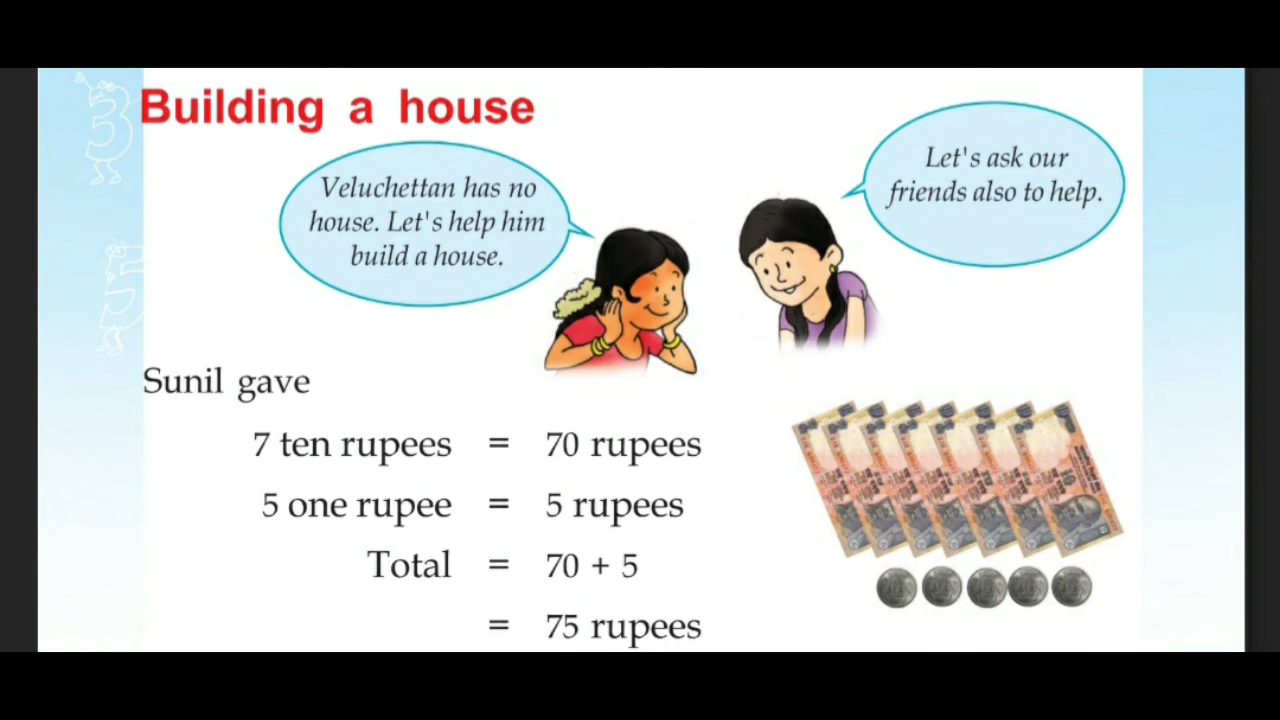 Building a house
Veluchettan has no
house. Let's help him
build a house.
Let's ask our
friends also to help.
Sunil gave
7 ten rupees = 70 rupees
5 one rupee = 5 rupees
Total = 70 + 5
= 75 rupees